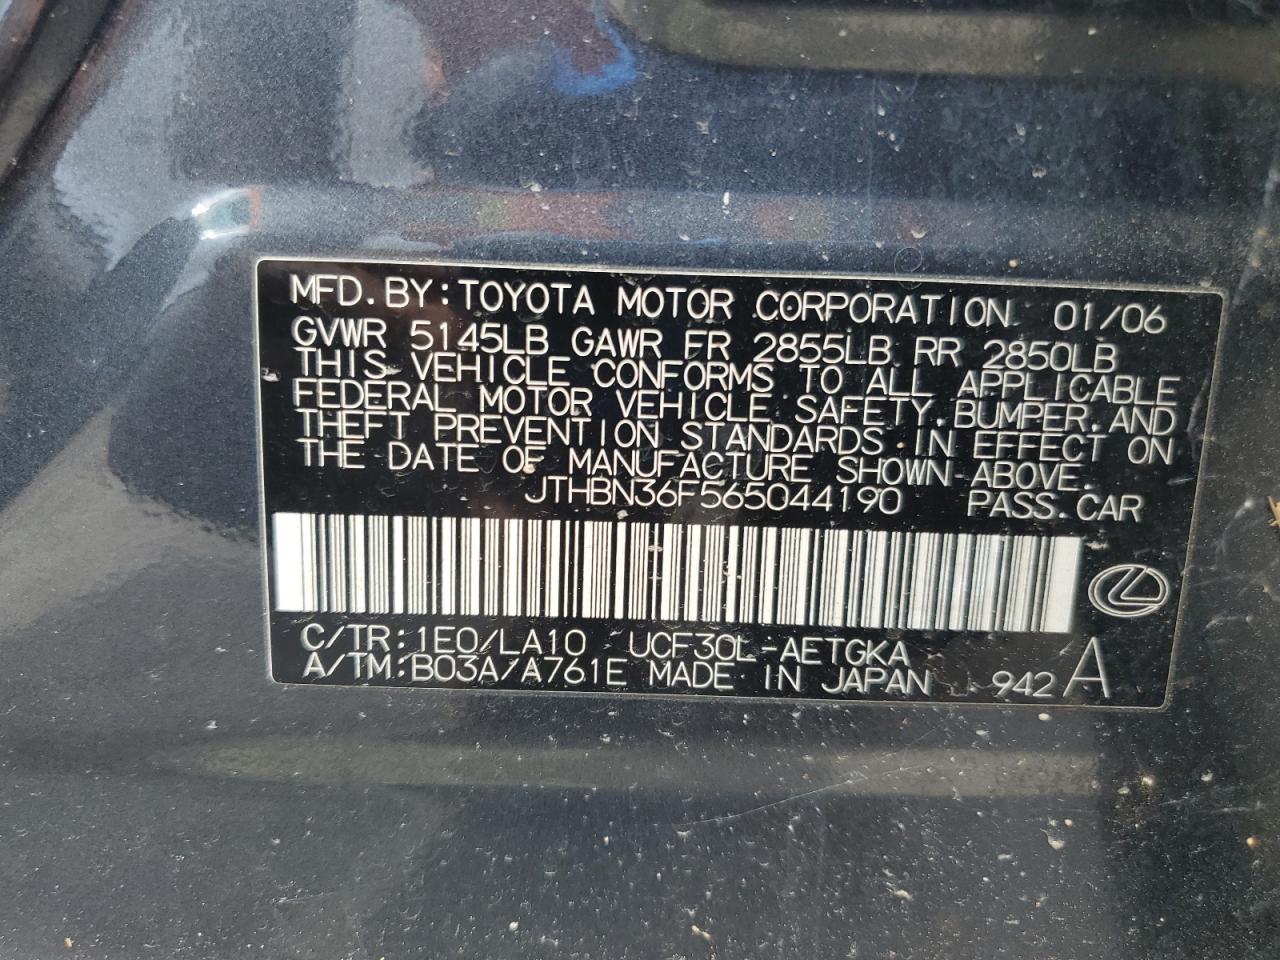 MFD. BY: TOYOTA MOTOR CORPORATION 01/06
GVWR 5145LB GAWR FR 2855LB RR 2850LB
THIS VEHICLE CONFORMS TO ALL APPLICABLE
FEDERAL MOTOR VEHICLE SAFETY, BUMPER, AND
THEFT PREVENTION STANDARDS IN EFFECT ON
THE DATE OF MANUFACTURE SHOWN ABOVE.
JTHBN36F565044190 PASS. CAR
C/TR: 1E0/LA10 UCF30L-AETGKA
A/TM: B03A/A761E MADE IN JAPAN 942 A